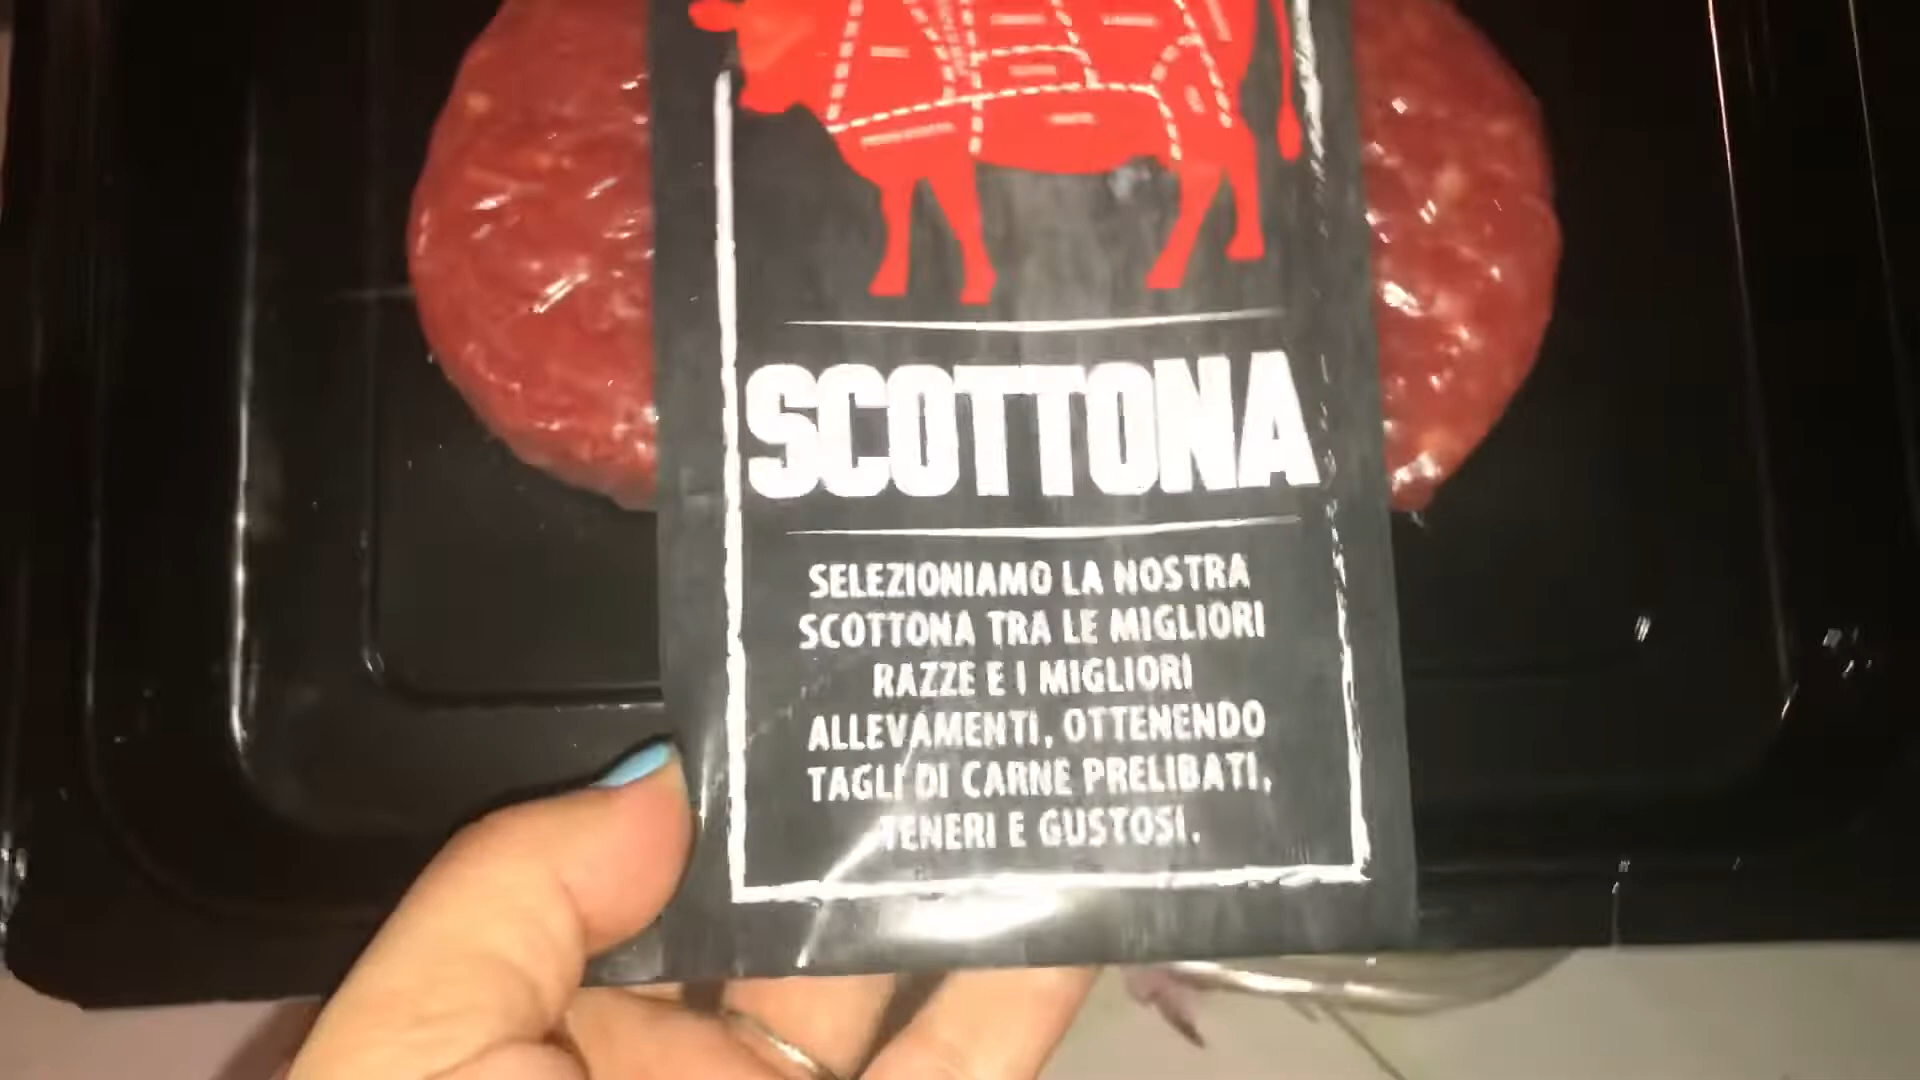 SCOTTONA
SELEZIONIAMO LA NOSTRA
SCOTTONA TRA LE MIGLIORI
RAZZE E I MIGLIORI
ALLEVAMENTI, OTTENENDO
TAGLI DI CARNE PRELIBATI,
TENERI E GUSTOSI.